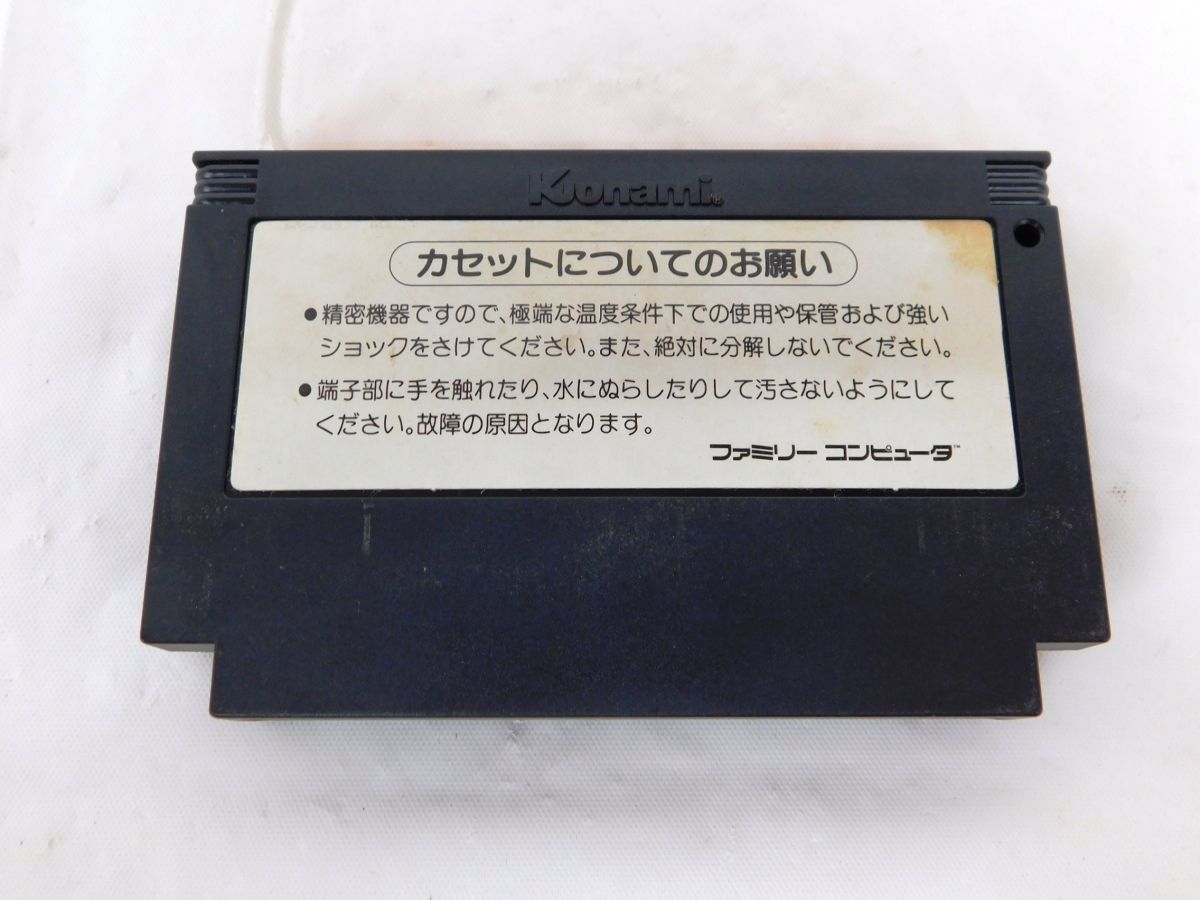 Konami®
カセットについてのお願い
●精密機器ですので、極端な温度条件下での使用や保管および強い
ショックをさけてください。また、絶対に分解しないでください。
●端子部に手を触れたり、水にぬらしたりして汚さないようにして
ください。故障の原因となります。
ファミリー コンピュータ™